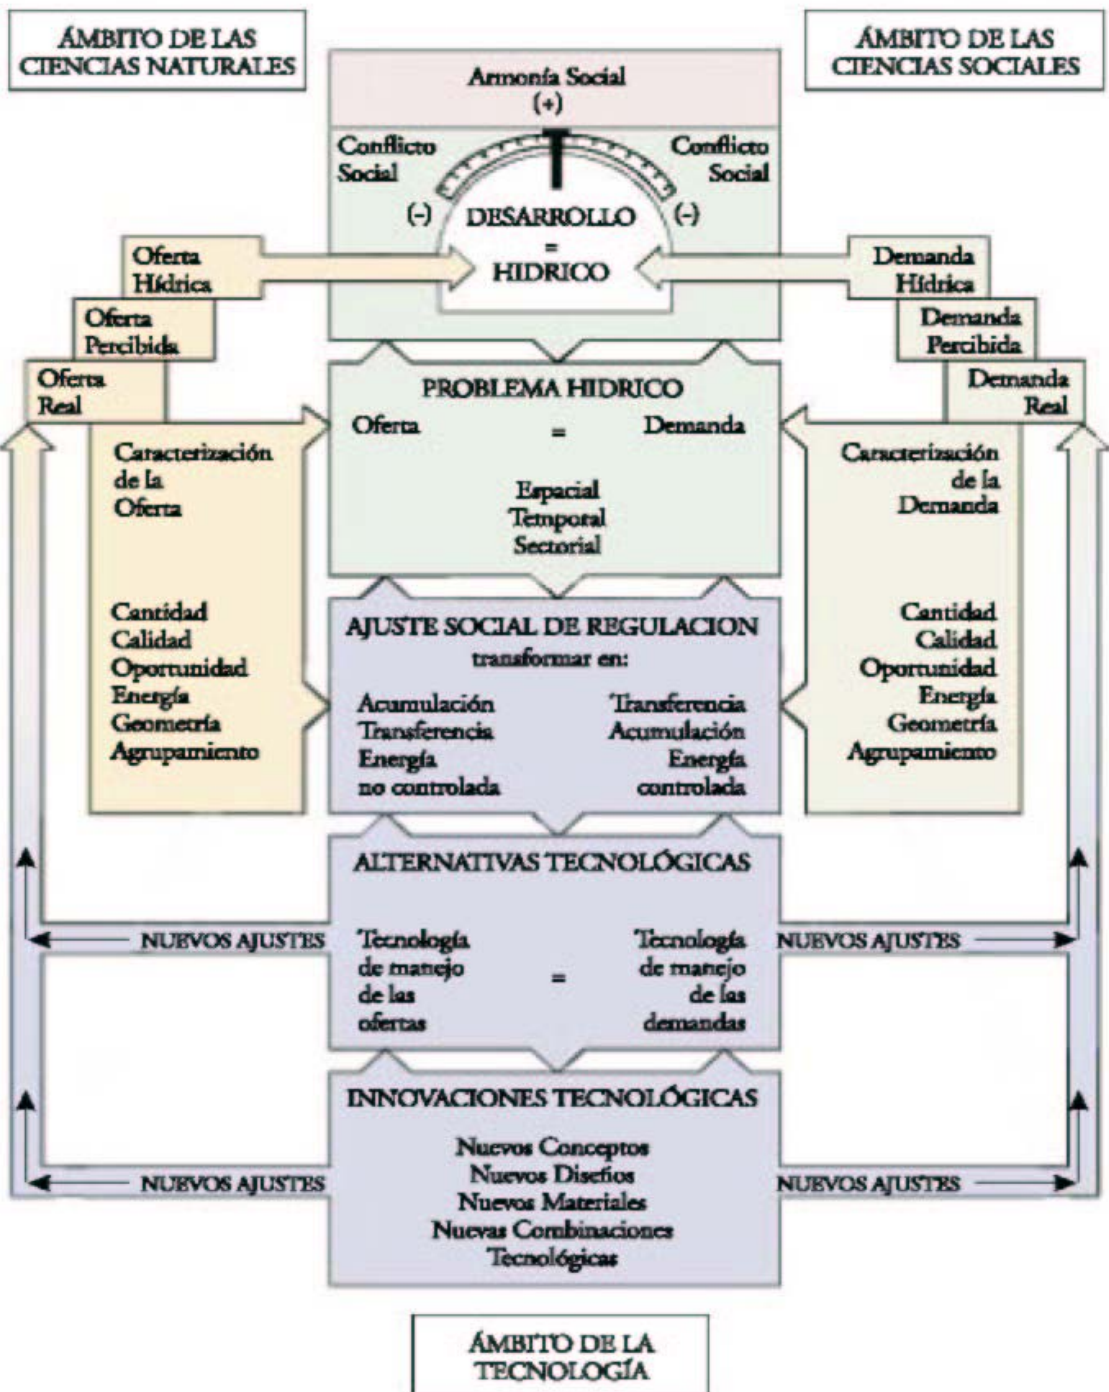 ÁMBITO DE LAS
CIENCIAS NATURALES
ÁMBITO DE LAS
CIENCIAS SOCIALES
Armonía Social
(+)
Conflicto
Social
(-)
Conflicto
Social
(-)
DESARROLLO
=
HIDRICO
Oferta
Hídrica
Oferta
Percibida
Oferta
Real
Demanda
Hídrica
Demanda
Percibida
Demanda
Real
Caracterización
de la
Oferta
Cantidad
Calidad
Oportunidad
Energía
Geometría
Agrupamiento
PROBLEMA HIDRICO
Oferta = Demanda
Espacial
Temporal
Sectorial
Caracterización
de la
Demanda
Cantidad
Calidad
Oportunidad
Energía
Geometría
Agrupamiento
AJUSTE SOCIAL DE REGULACION
transformar en:
Acumulación
Transferencia
Energía
no controlada
Transferencia
Acumulación
Energía
controlada
ALTERNATIVAS TECNOLÓGICAS
NUEVOS AJUSTES
Tecnología
de manejo
de las
ofertas
=
Tecnología
de manejo
de las
demandas
NUEVOS AJUSTES
INNOVACIONES TECNOLÓGICAS
Nuevos Conceptos
Nuevos Diseños
Nuevos Materiales
Nuevas Combinaciones
Tecnológicas
NUEVOS AJUSTES
NUEVOS AJUSTES
ÁMBITO DE LA
TECNOLOGÍA